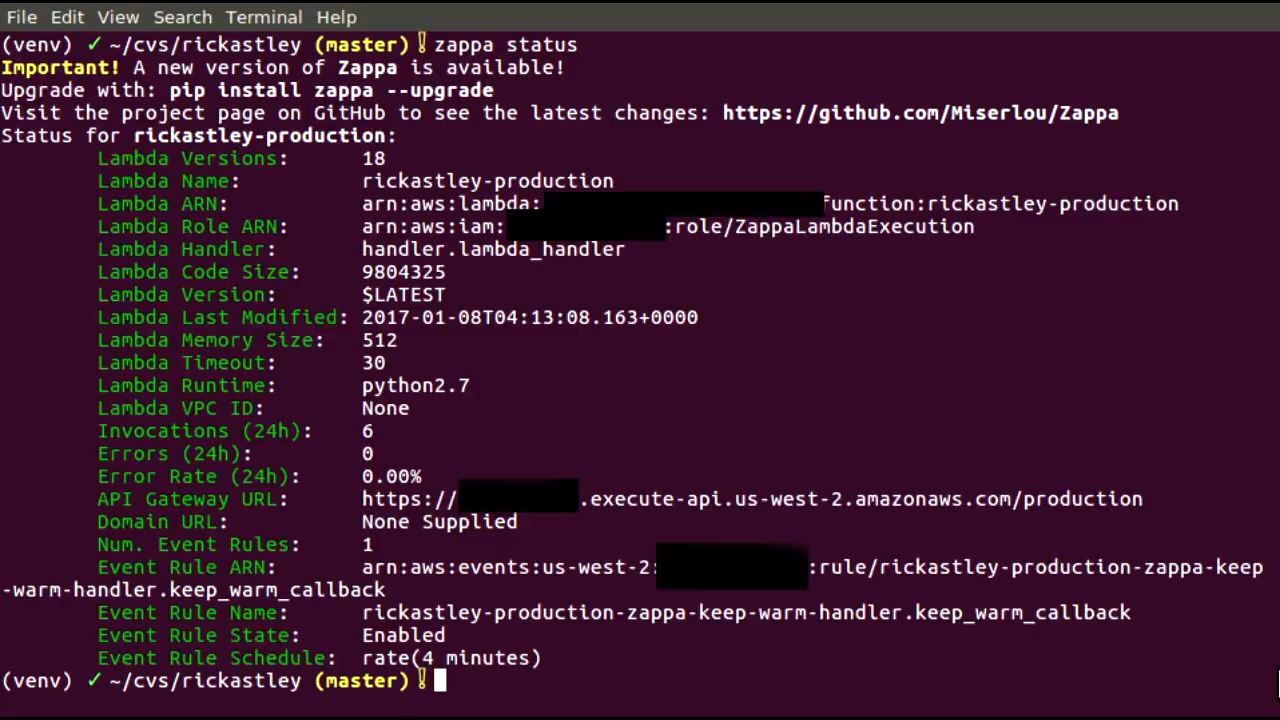 File Edit View Search Terminal Help
(venv) ✓ ~/cvs/rickastley (master)! zappa status
Important! A new version of Zappa is available!
Upgrade with: pip install zappa --upgrade
Visit the project page on GitHub to see the latest changes: https://github.com/Miserlou/Zappa
Status for rickastley-production:
Lambda Versions: 18
Lambda Name: rickastley-production
Lambda ARN: arn:aws:lambda: function:rickastley-production
Lambda Role ARN: arn:aws:iam: :role/ZappaLambdaExecution
Lambda Handler: handler.lambda_handler
Lambda Code Size: 9804325
Lambda Version: $LATEST
Lambda Last Modified: 2017-01-08T04:13:08.163+0000
Lambda Memory Size: 512
Lambda Timeout: 30
Lambda Runtime: python2.7
Lambda VPC ID: None
Invocations (24h): 6
Errors (24h): 0
Error Rate (24h): 0.00%
API Gateway URL: https:// .execute-api.us-west-2.amazonaws.com/production
Domain URL: None Supplied
Num. Event Rules: 1
Event Rule ARN: arn:aws:events:us-west-2: :rule/rickastley-production-zappa-keep
-warm-handler.keep_warm_callback
Event Rule Name: rickastley-production-zappa-keep-warm-handler.keep_warm_callback
Event Rule State: Enabled
Event Rule Schedule: rate(4 minutes)
(venv) ✓ ~/cvs/rickastley (master)!